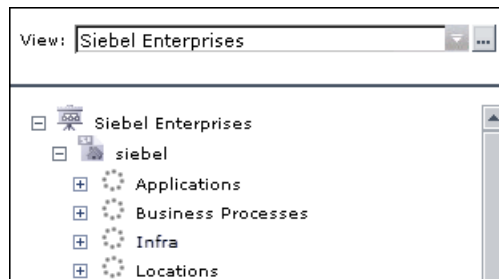 View: Siebel Enterprises ...
Siebel Enterprises
siebel
Applications
Business Processes
Infra
Locations